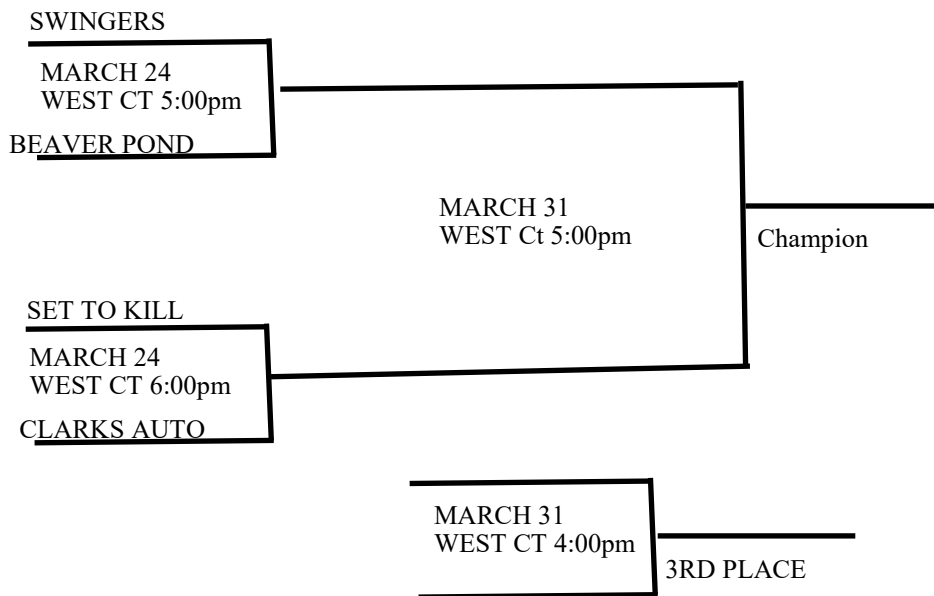 SWINGERS
MARCH 24
WEST CT 5:00pm
BEAVER POND
MARCH 31
WEST Ct 5:00pm
Champion
SET TO KILL
MARCH 24
WEST CT 6:00pm
CLARKS AUTO
MARCH 31
WEST CT 4:00pm
3RD PLACE